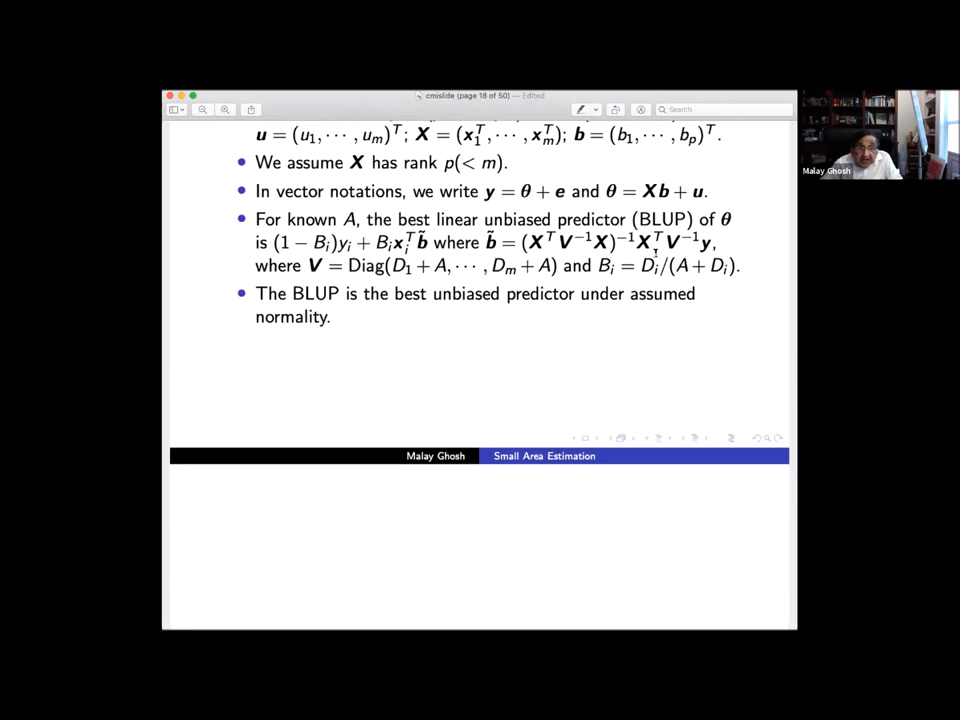 cmislide (page 18 of 50) — Edited
Search
u = (u₁, ··· , uₘ)ᵀ; X = (x₁ᵀ, ··· , xₘᵀ); b = (b₁, ··· , bₚ)ᵀ.
• We assume X has rank p(< m).
• In vector notations, we write y = θ + e and θ = Xb + u.
• For known A, the best linear unbiased predictor (BLUP) of θ
is (1 − Bᵢ)yᵢ + Bᵢxᵢᵀb̃ where b̃ = (XᵀV⁻¹X)⁻¹XᵀV⁻¹y,
where V = Diag(D₁ + A, ··· , Dₘ + A) and Bᵢ = Dᵢ/(A + Dᵢ).
• The BLUP is the best unbiased predictor under assumed
normality.
Malay Ghosh Small Area Estimation
Malay Ghosh